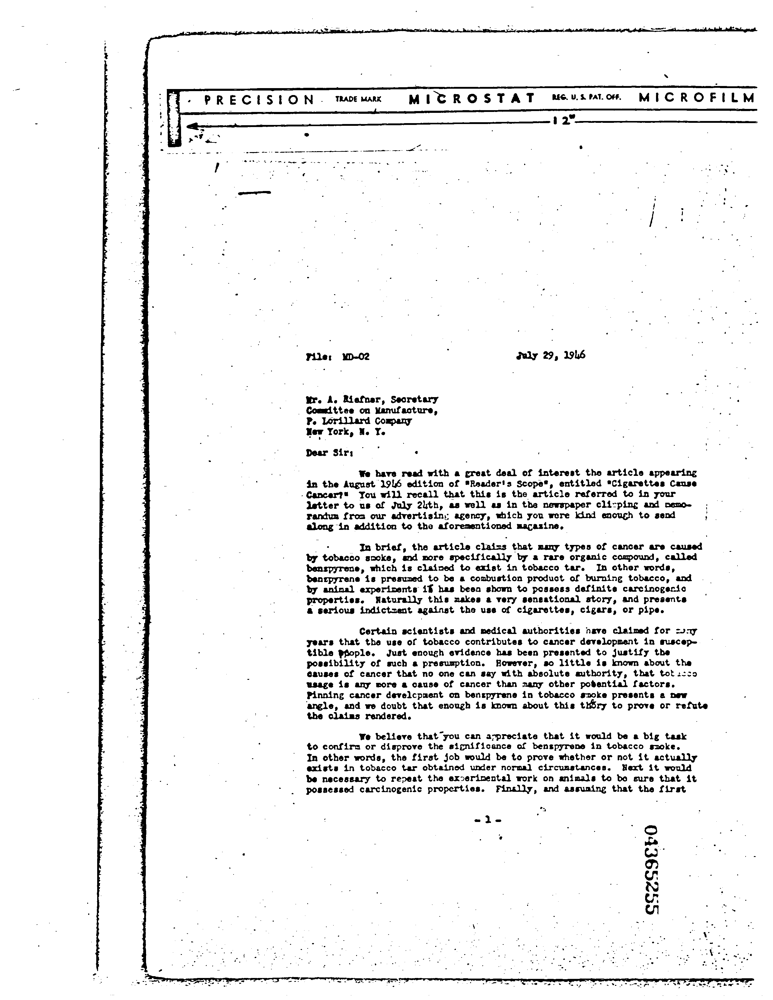 PRECISION TRADE MARK MICROSTAT REG. U. S. PAT. OFF. MICROFILM
12"
File: MD-02 July 29, 1946
Mr. A. Riefner, Secretary
Committee on Manufacture,
P. Lorillard Company
New York, N. Y.
Dear Sir:
We have read with a great deal of interest the article appearing
in the August 1946 edition of "Reader's Scope", entitled "Cigarettes Cause
Cancer?" You will recall that this is the article referred to in your
letter to us of July 24th, as well as in the newspaper clipping and memo-
randum from our advertising agency, which you were kind enough to send
along in addition to the aforementioned magazine.
In brief, the article claims that many types of cancer are caused
by tobacco smoke, and more specifically by a rare organic compound, called
benzpyrene, which is claimed to exist in tobacco tar. In other words,
benzpyrene is presumed to be a combustion product of burning tobacco, and
by animal experiments it has been shown to possess definite carcinogenic
properties. Naturally this makes a very sensational story, and presents
a serious indictment against the use of cigarettes, cigars, or pipe.
Certain scientists and medical authorities have claimed for many
years that the use of tobacco contributes to cancer development in suscep-
tible people. Just enough evidence has been presented to justify the
possibility of such a presumption. However, so little is known about the
causes of cancer that no one can say with absolute authority, that tobacco
usage is any more a cause of cancer than many other potential factors.
Pinning cancer development on benzpyrene in tobacco smoke presents a new
angle, and we doubt that enough is known about this thory to prove or refute
the claims rendered.
We believe that you can appreciate that it would be a big task
to confirm or disprove the significance of benzpyrene in tobacco smoke.
In other words, the first job would be to prove whether or not it actually
exists in tobacco tar obtained under normal circumstances. Next it would
be necessary to repeat the experimental work on animals to be sure that it
possessed carcinogenic properties. Finally, and assuming that the first
- 1 -
04365255